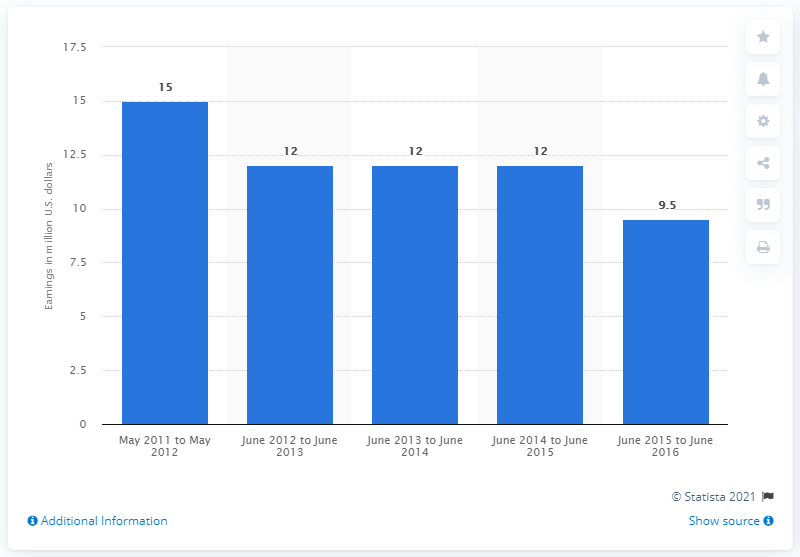 17.5
15
12.5
10
7.5
5
2.5
0
Earnings in million U.S. dollars
15
12
12
12
9.5
May 2011 to May
2012
June 2012 to June
2013
June 2013 to June
2014
June 2014 to June
2015
June 2015 to June
2016
© Statista 2021
Additional Information
Show source